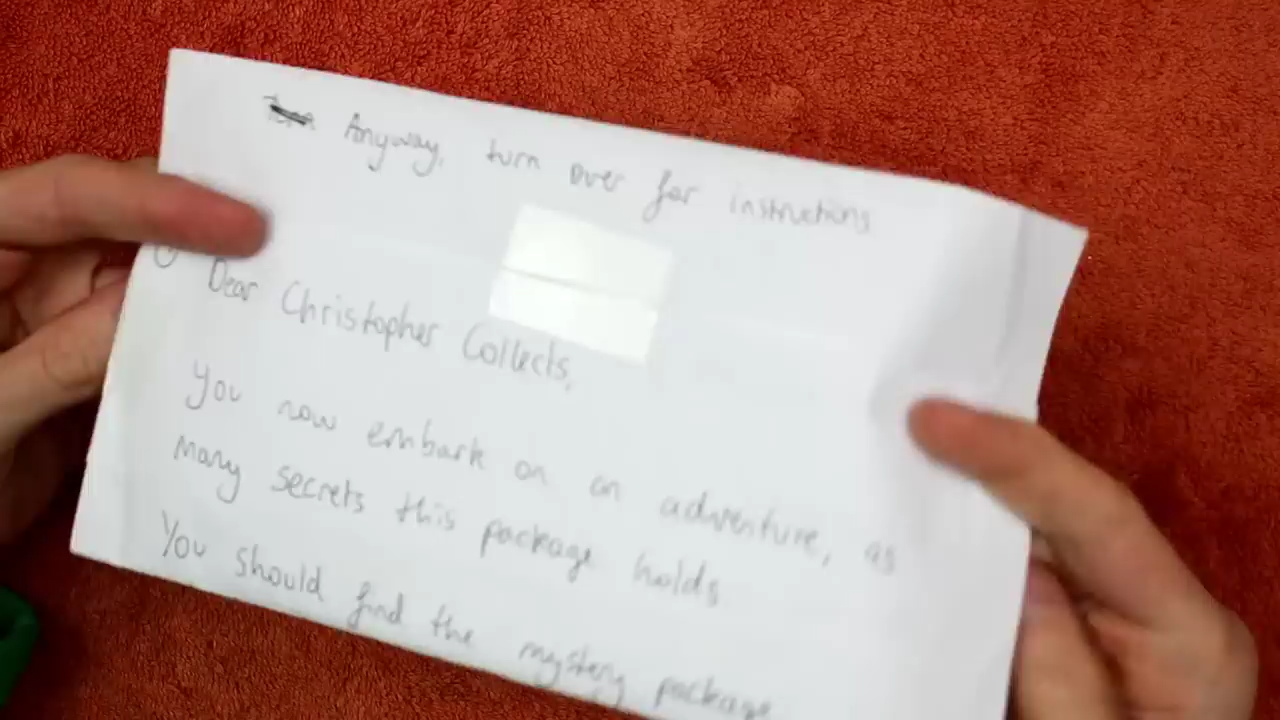 Anyway, turn over for instructions
Dear Christopher Collects,
You now embark on an adventure, as
many secrets this package holds
You should find the mystery package